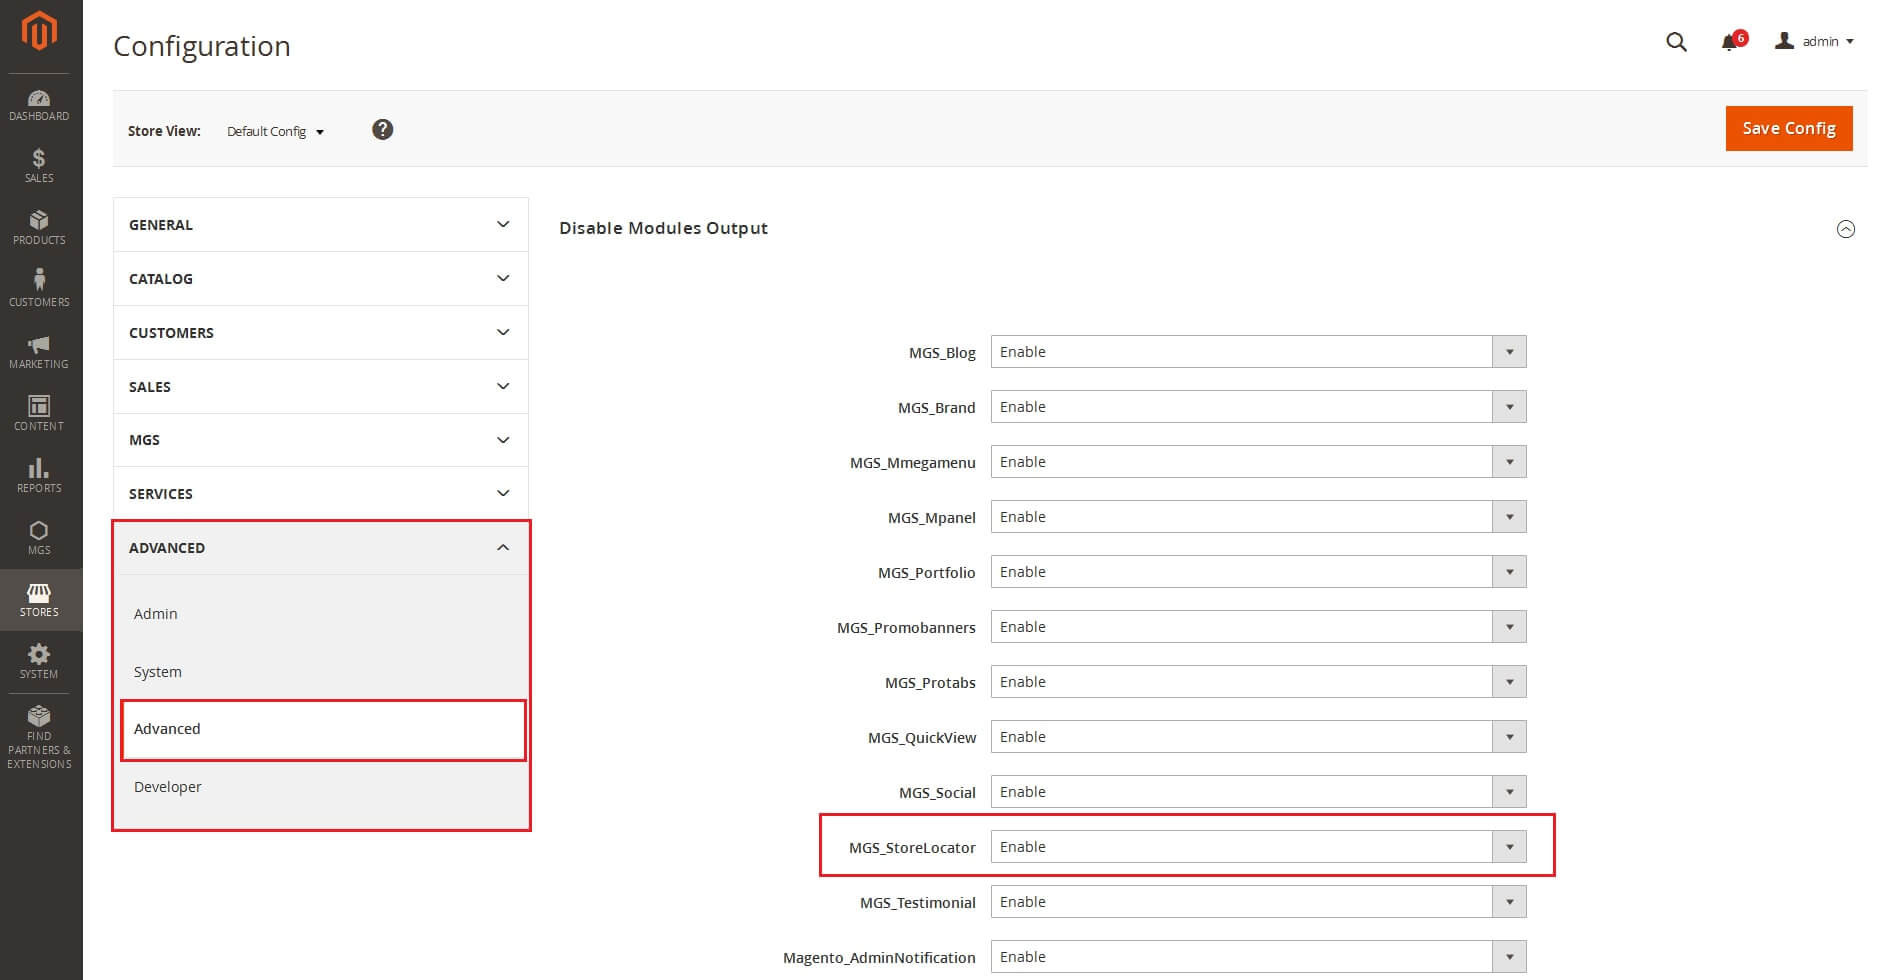 Configuration
6
admin
DASHBOARD
SALES
PRODUCTS
CUSTOMERS
MARKETING
CONTENT
REPORTS
MGS
STORES
SYSTEM
FIND
PARTNERS &
EXTENSIONS
Store View: Default Config ?
Save Config
GENERAL
CATALOG
CUSTOMERS
SALES
MGS
SERVICES
ADVANCED
Admin
System
Advanced
Developer
Disable Modules Output
MGS_Blog Enable
MGS_Brand Enable
MGS_Mmegamenu Enable
MGS_Mpanel Enable
MGS_Portfolio Enable
MGS_Promobanners Enable
MGS_Protabs Enable
MGS_QuickView Enable
MGS_Social Enable
MGS_StoreLocator Enable
MGS_Testimonial Enable
Magento_AdminNotification Enable